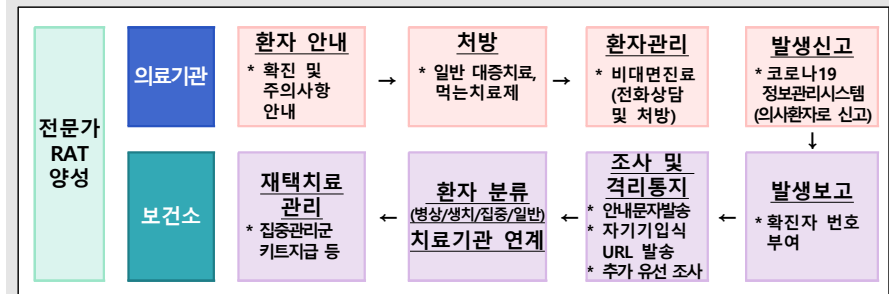 전문가
RAT
양성
의료기관
환자 안내
* 확진 및
주의사항
안내
→
처방
* 일반 대증치료,
먹는치료제
→
환자관리
* 비대면진료
(전화상담
및 처방)
발생신고
* 코로나19
정보관리시스템
(의사환자로 신고)
↓
보건소
재택치료
관리
* 집중관리군
키트지급 등
←
환자 분류
(병상/생치/집중/일반)
치료기관 연계
←
조사 및
격리통지
* 안내문자발송
* 자기기입식
URL 발송
* 추가 유선 조사
←
발생보고
* 확진자 번호
부여